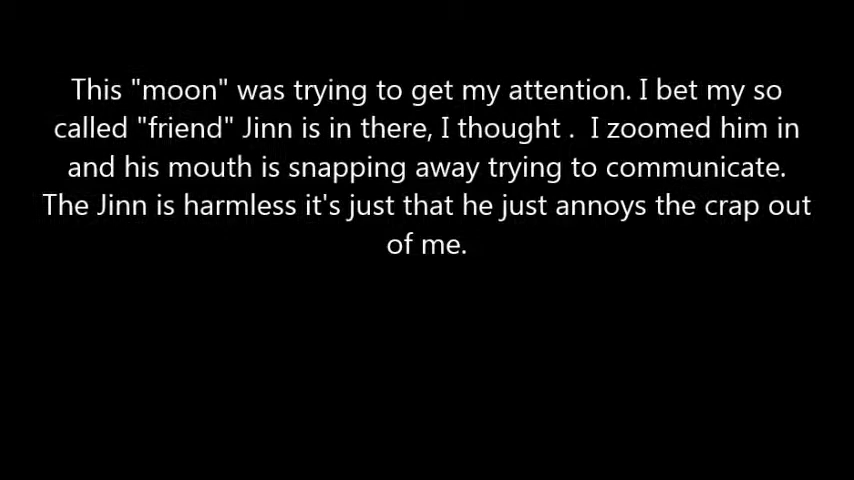 This "moon" was trying to get my attention. I bet my so
called "friend" Jinn is in there, I thought .  I zoomed him in
and his mouth is snapping away trying to communicate.
The Jinn is harmless it's just that he just annoys the crap out
of me.